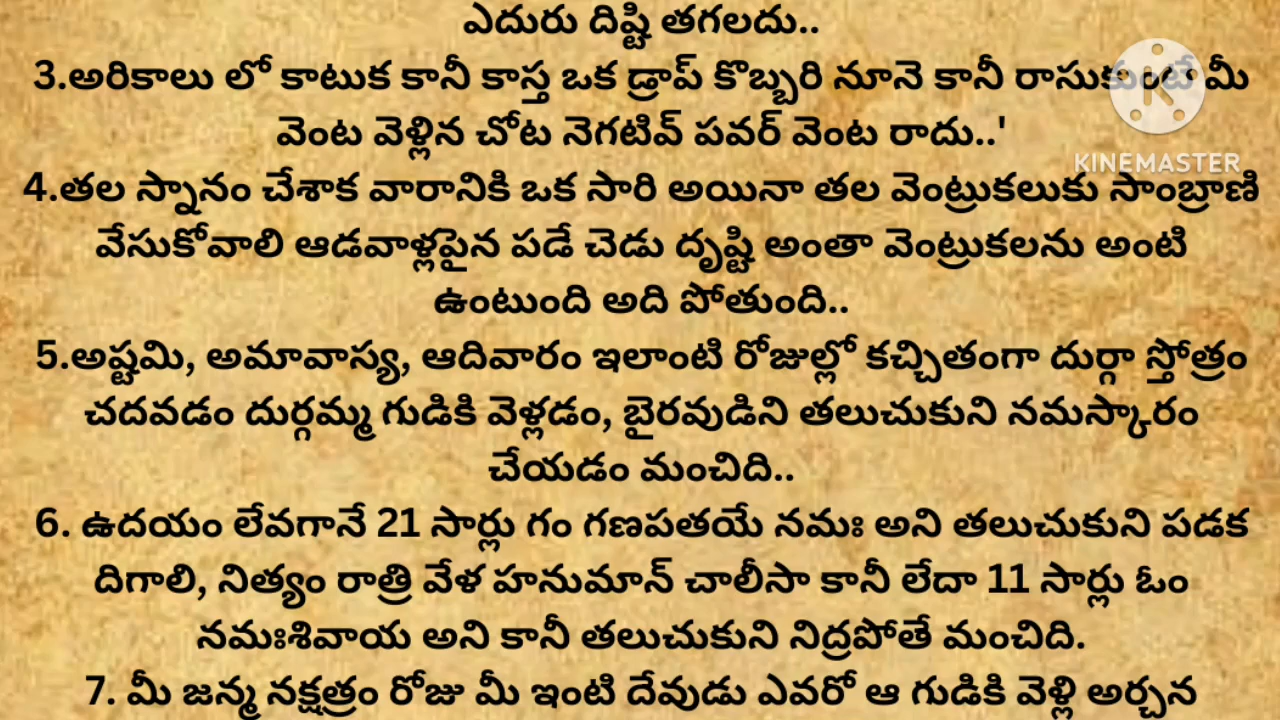 ఎదురు దిష్టి తగలదు..
3.అరికాలు లో కాటుక కానీ కాస్త ఒక డ్రాప్ కొబ్బరి నూనె కానీ రాసుకుంటే మీ
వెంట వెళ్లిన చోట నెగటివ్ పవర్ వెంట రాదు..'
KINEMASTER
4.తల స్నానం చేశాక వారానికి ఒక సారి అయినా తల వెంట్రుకలుకు సాంబ్రాణి
వేసుకోవాలి ఆడవాళ్లపైన పడే చెడు దృష్టి అంతా వెంట్రుకలను అంటి
ఉంటుంది అది పోతుంది..
5.అష్టమి, అమావాస్య, ఆదివారం ఇలాంటి రోజుల్లో కచ్చితంగా దుర్గా స్తోత్రం
చదవడం దుర్గమ్మ గుడికి వెళ్లడం, బైరవుడిని తలుచుకుని నమస్కారం
చేయడం మంచిది..
6. ఉదయం లేవగానే 21 సార్లు గం గణపతయే నమః అని తలుచుకుని పడక
దిగాలి, నిత్యం రాత్రి వేళ హనుమాన్ చాలీసా కానీ లేదా 11 సార్లు ఓం
నమఃశివాయ అని కానీ తలుచుకుని నిద్రపోతే మంచిది.
7. మీ జన్మ నక్షత్రం రోజు మీ ఇంటి దేవుడు ఎవరో ఆ గుడికి వెళ్లి అర్చన